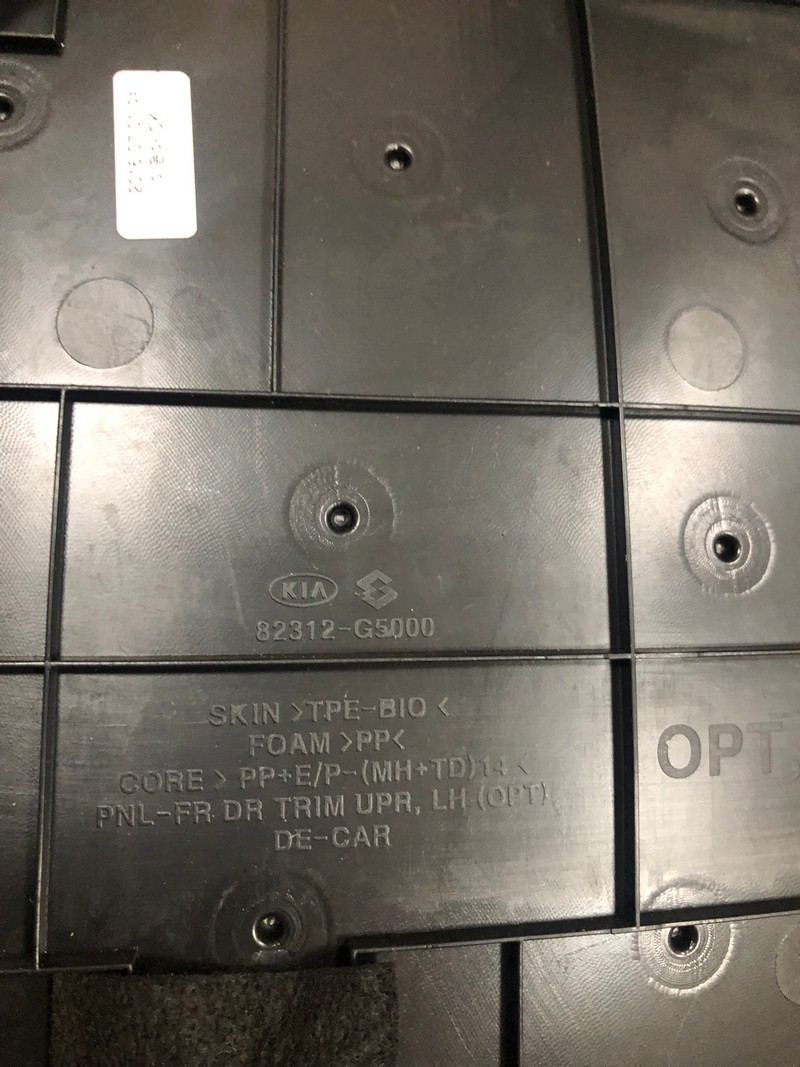 KIA
82312-G5000
SKIN >TPE-BIO <
FOAM >PP<
CORE > PP+E/P-(MH+TD)14 <
PNL-FR DR TRIM UPR, LH (OPT)
DE-CAR
OPT